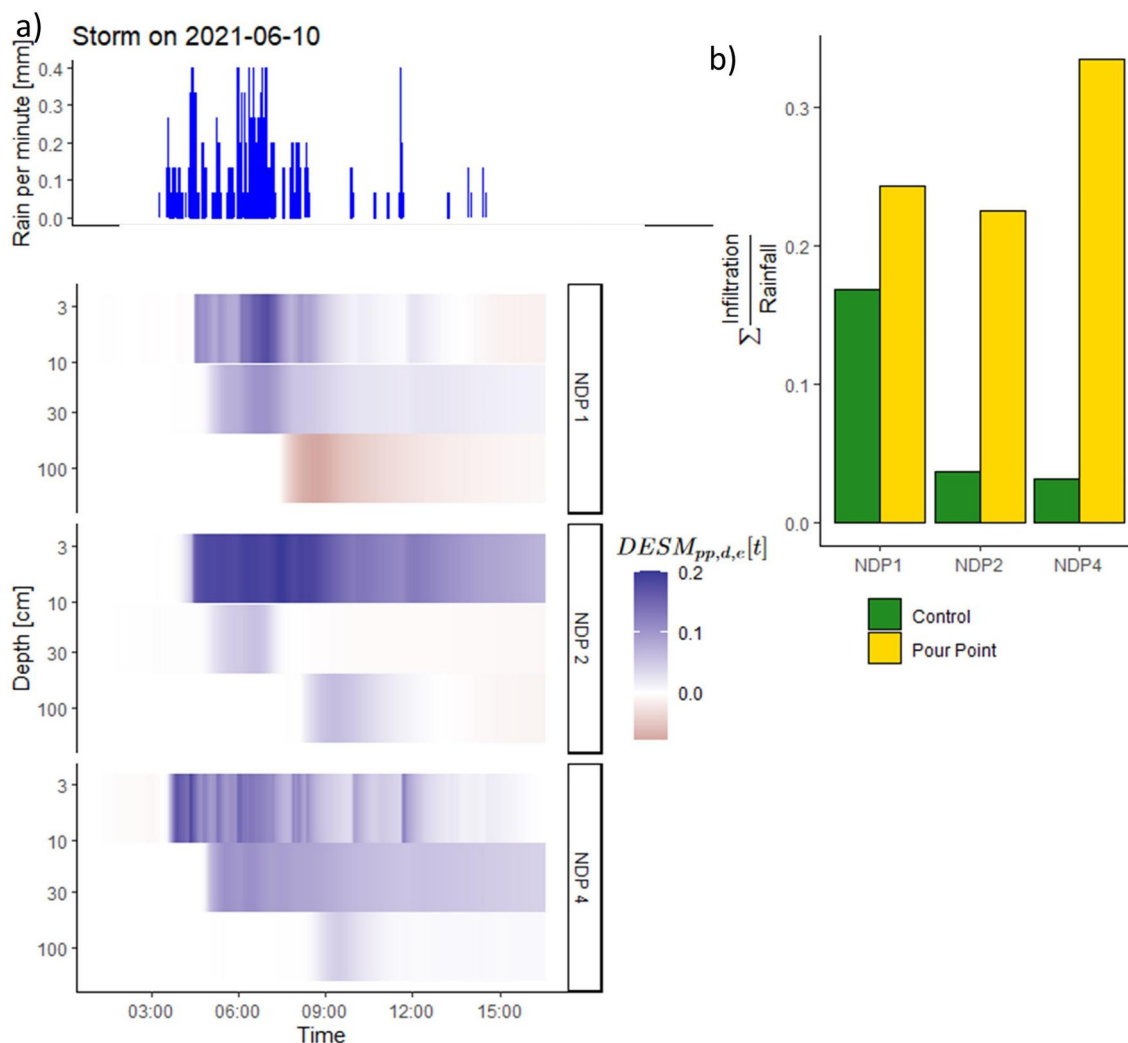 a)
Storm on 2021-06-10
Rain per minute [mm]
0.4
0.3
0.2
0.1
0.0
3
10
30
100
NDP 1
3
10
30
100
NDP 2
3
10
30
100
NDP 4
Depth [cm]
03:00 06:00 09:00 12:00 15:00
Time
DESM_{pp,d,e}[t]
0.2
0.1
0.0
b)
∑ Infiltration
Rainfall
0.3
0.2
0.1
0.0
NDP1 NDP2 NDP4
Control
Pour Point